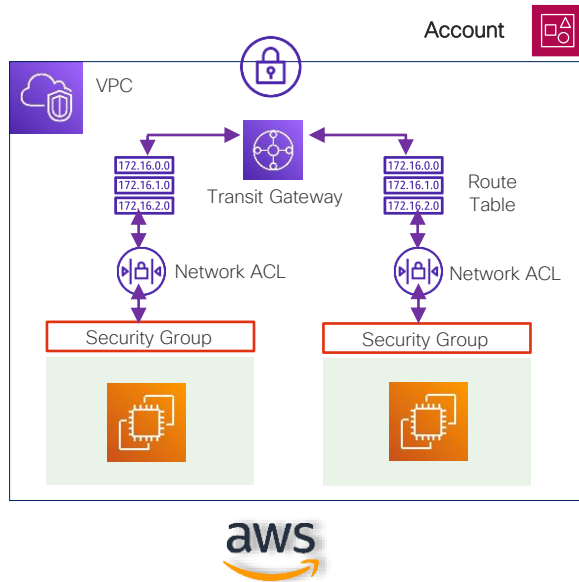 Account
VPC
172.16.0.0
172.16.1.0
172.16.2.0
Transit Gateway
172.16.0.0
172.16.1.0
172.16.2.0
Route
Table
Network ACL
Network ACL
Security Group
Security Group
aws